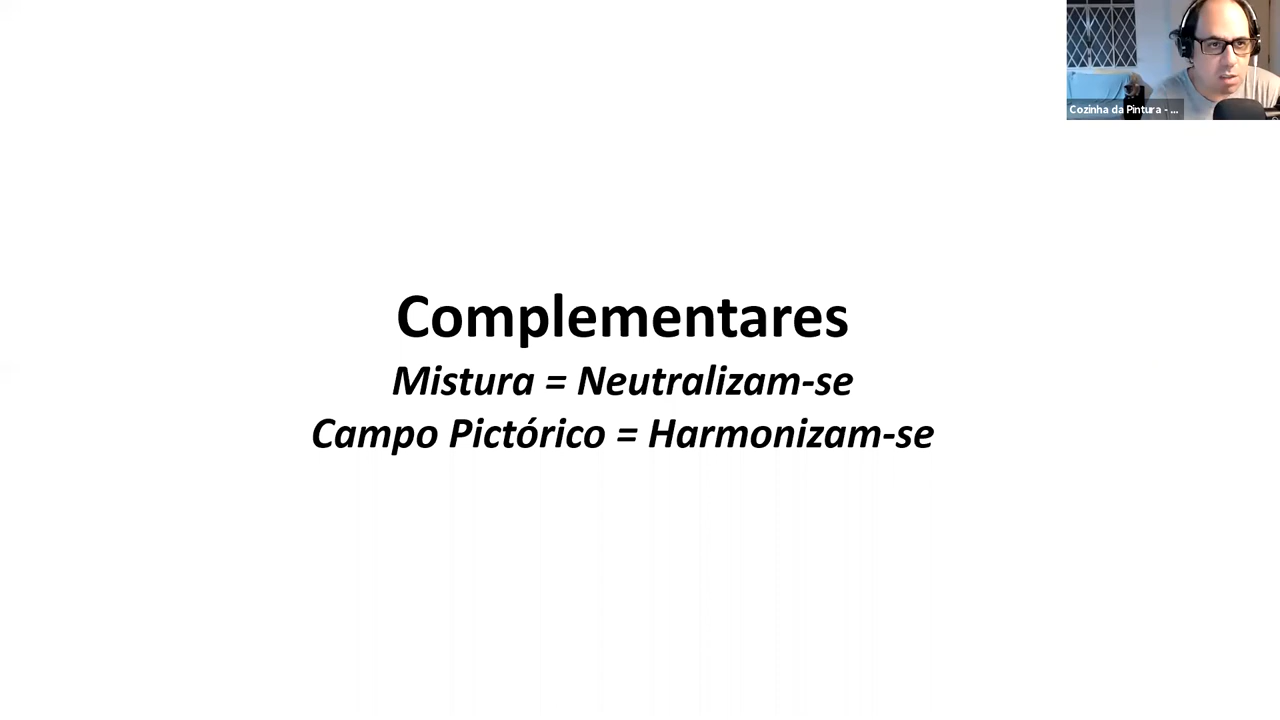 Cozinha da Pintura - ...
Complementares
Mistura = Neutralizam-se
Campo Pictórico = Harmonizam-se